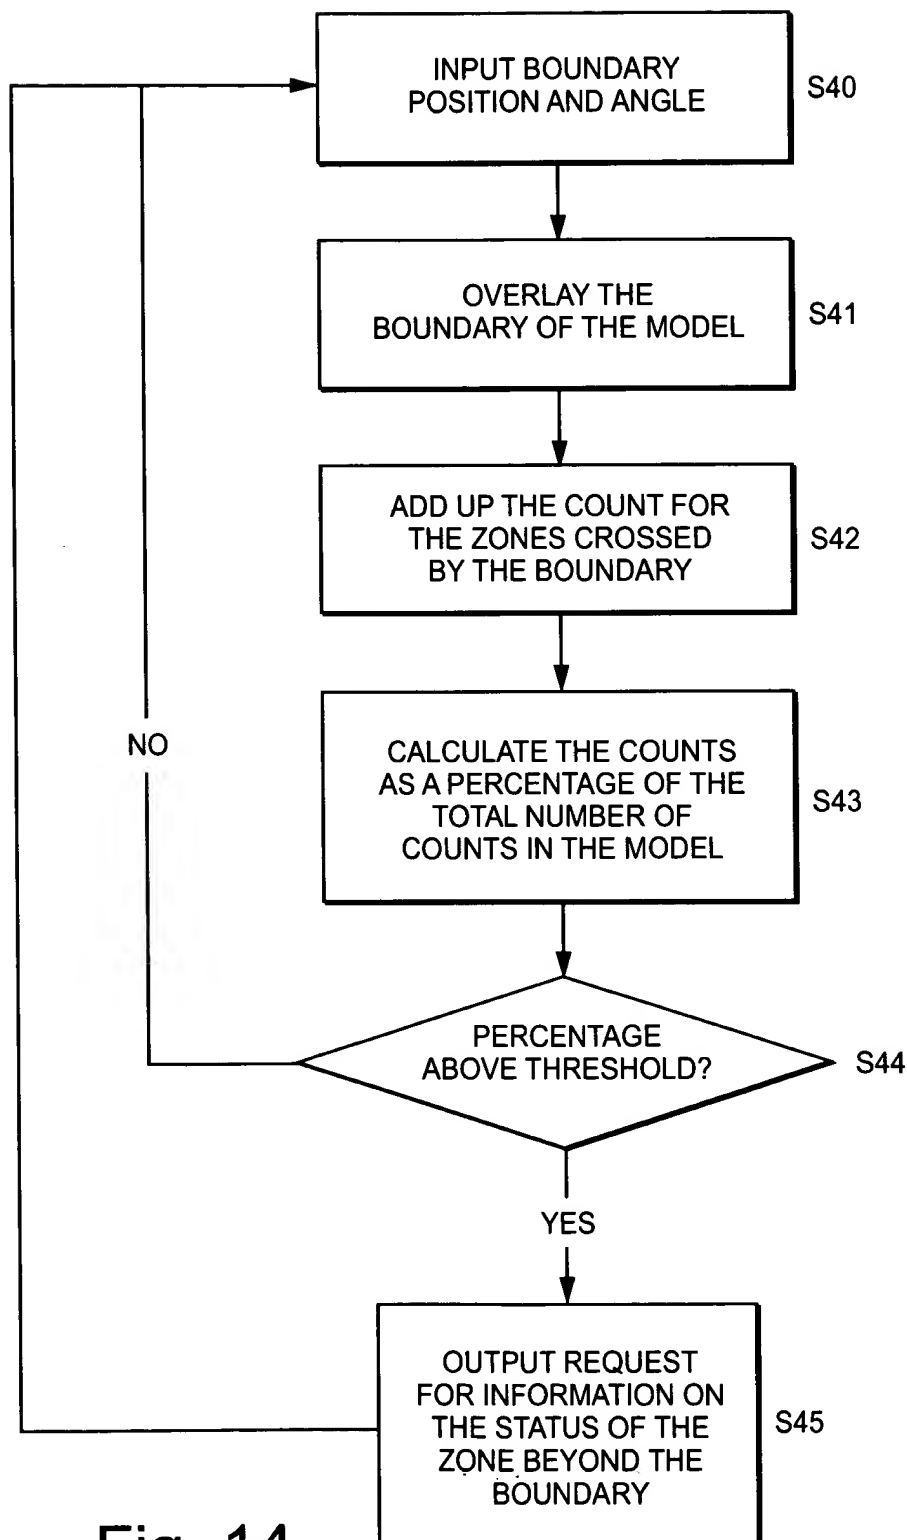 INPUT BOUNDARY
POSITION AND ANGLE
S40
OVERLAY THE
BOUNDARY OF THE MODEL
S41
ADD UP THE COUNT FOR
THE ZONES CROSSED
BY THE BOUNDARY
S42
NO
CALCULATE THE COUNTS
AS A PERCENTAGE OF THE
TOTAL NUMBER OF
COUNTS IN THE MODEL
S43
PERCENTAGE
ABOVE THRESHOLD?
S44
YES
OUTPUT REQUEST
FOR INFORMATION ON
THE STATUS OF THE
ZONE BEYOND THE
BOUNDARY
S45
Fig. 14